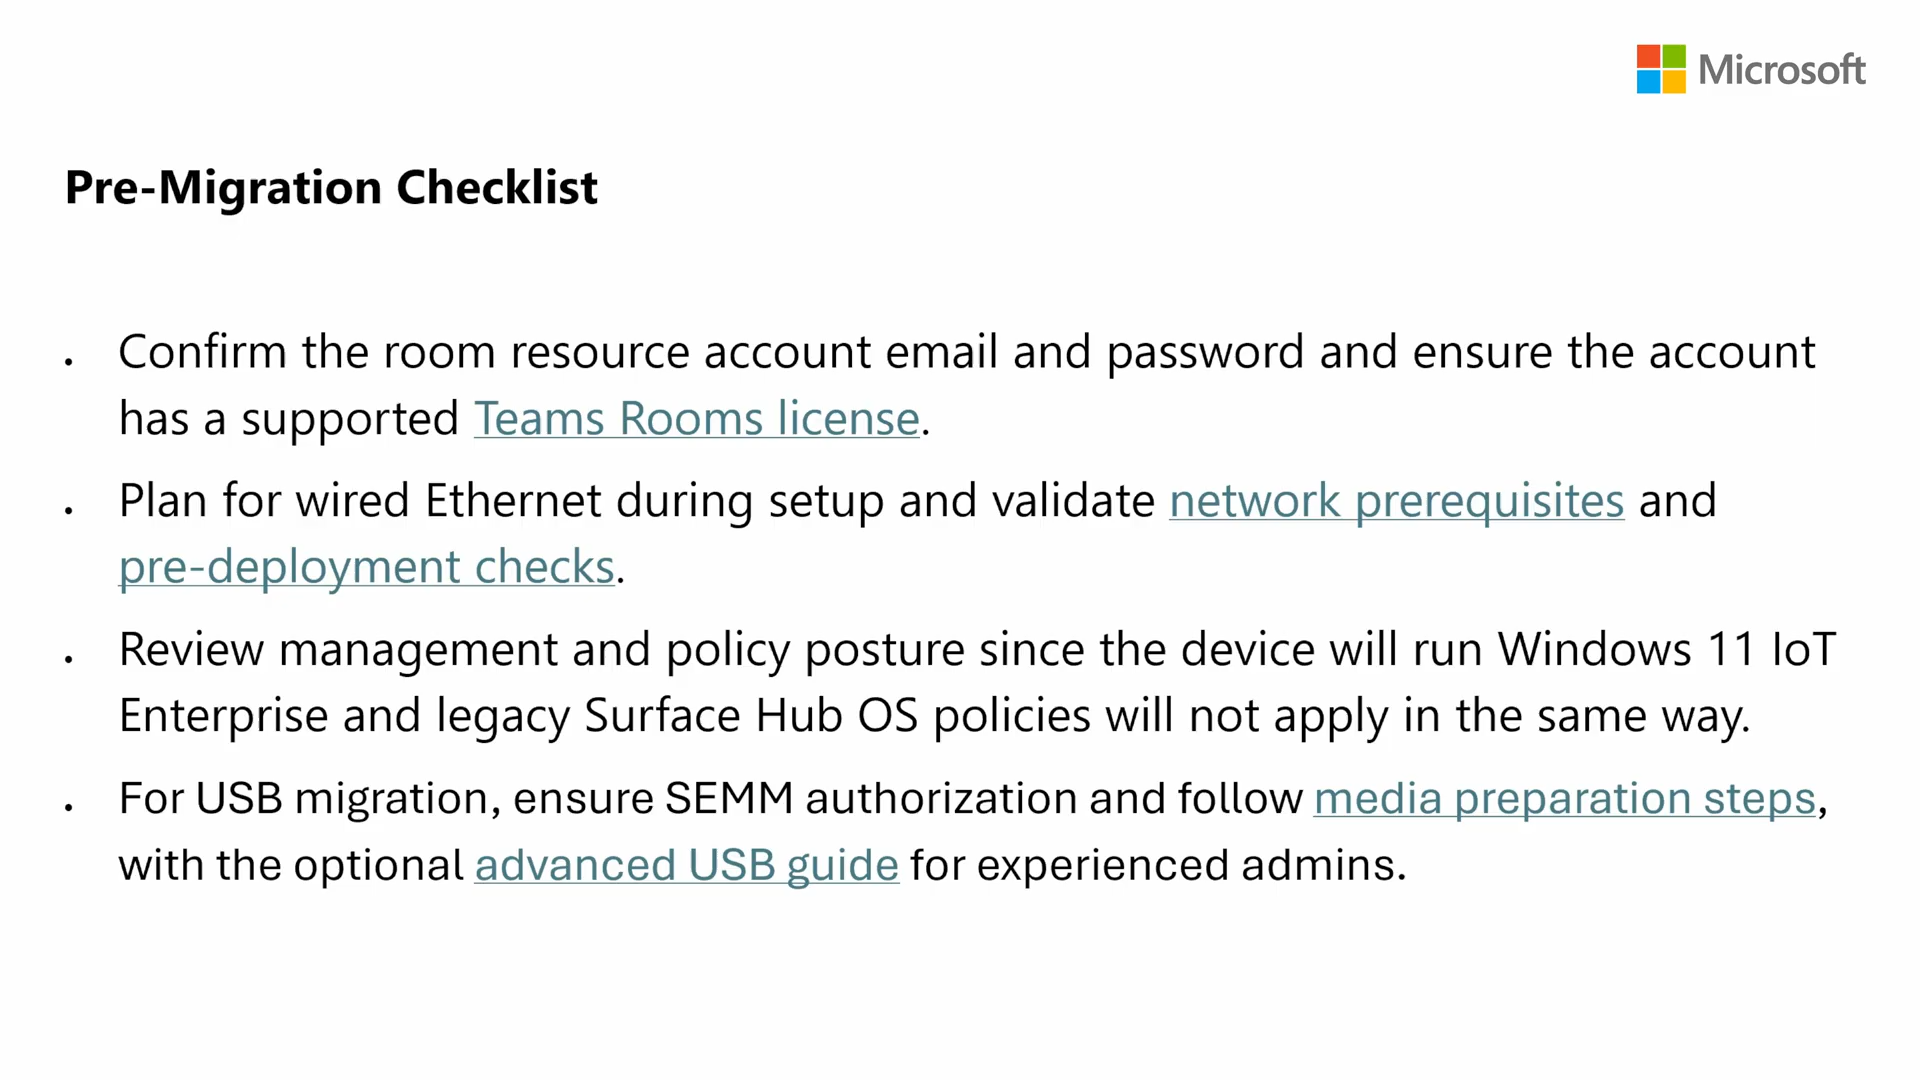 Microsoft
Pre-Migration Checklist
• Confirm the room resource account email and password and ensure the account
has a supported Teams Rooms license.
• Plan for wired Ethernet during setup and validate network prerequisites and
pre-deployment checks.
• Review management and policy posture since the device will run Windows 11 IoT
Enterprise and legacy Surface Hub OS policies will not apply in the same way.
• For USB migration, ensure SEMM authorization and follow media preparation steps,
with the optional advanced USB guide for experienced admins.